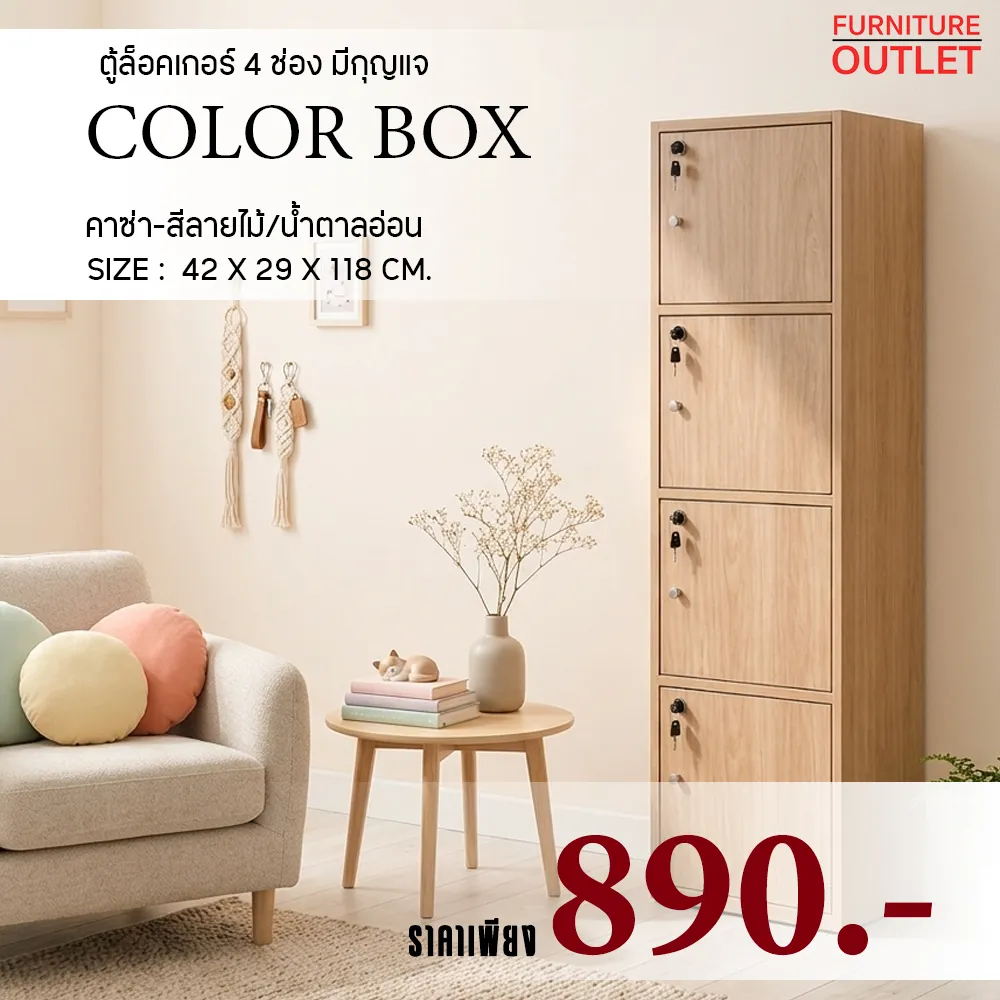 FURNITURE
OUTLET
ตู้ล็อคเกอร์ 4 ช่อง มีกุญแจ
COLOR BOX
คาซ่า-สีลายไม้/น้ำตาลอ่อน
SIZE : 42 X 29 X 118 CM.
ราคาเพียง 890.-